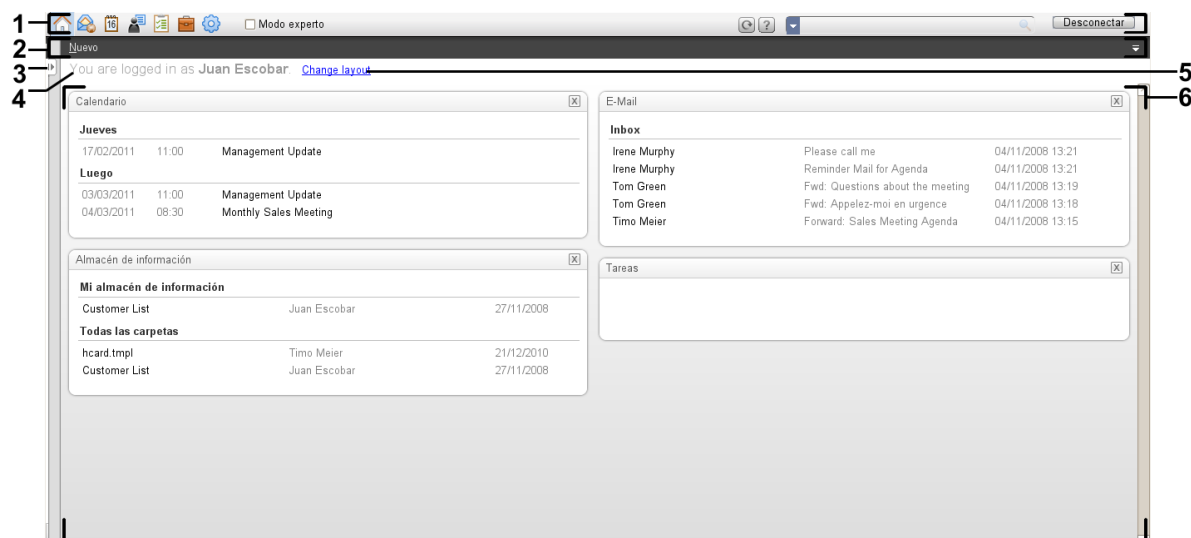 1
16
Modo experto
?
Desconectar
2
Nuevo
3
4
You are logged in as Juan Escobar. Change layout
5
6
Calendario X
Jueves
17/02/2011 11:00 Management Update
Luego
03/03/2011 11:00 Management Update
04/03/2011 08:30 Monthly Sales Meeting
E-Mail X
Inbox
Irene Murphy Please call me 04/11/2008 13:21
Irene Murphy Reminder Mail for Agenda 04/11/2008 13:21
Tom Green Fwd: Questions about the meeting 04/11/2008 13:19
Tom Green Fwd: Appelez-moi en urgence 04/11/2008 13:18
Timo Meier Forward: Sales Meeting Agenda 04/11/2008 13:15
Almacén de información X
Mi almacén de información
Customer List Juan Escobar 27/11/2008
Todas las carpetas
hcard.tmpl Timo Meier 21/12/2010
Customer List Juan Escobar 27/11/2008
Tareas X